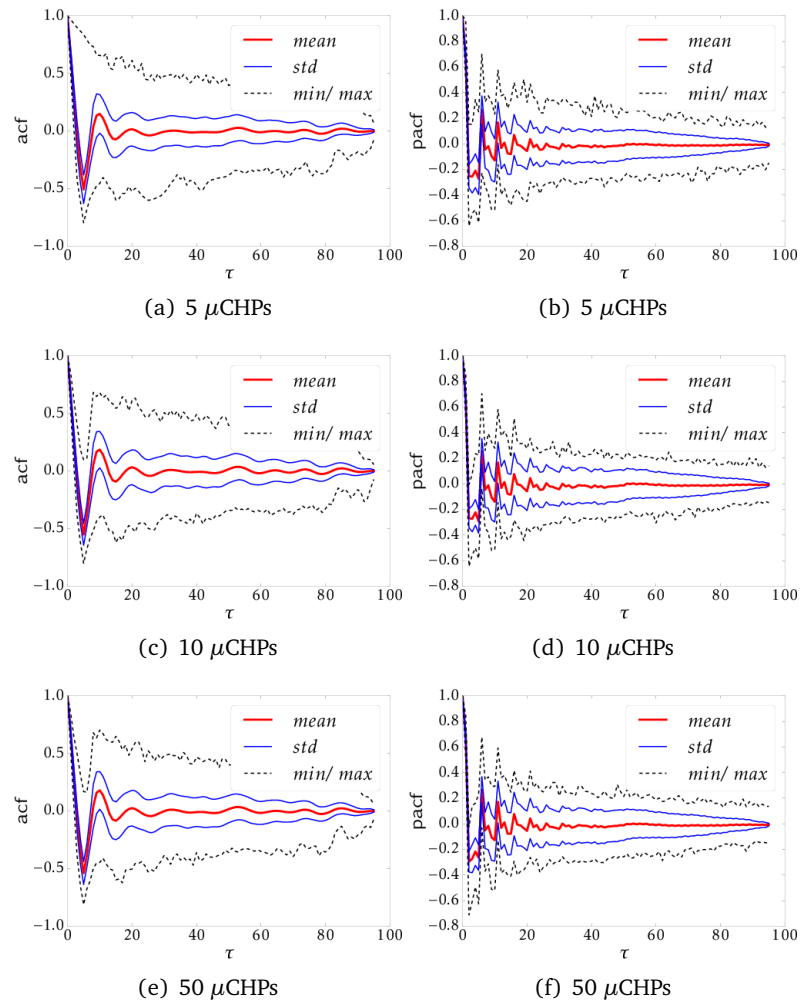 1.0
0.5
0.0
−0.5
−1.0
acf
0 20 40 60 80 100
τ
mean
std
min/ max
(a) 5 μCHPs
1.0
0.8
0.6
0.4
0.2
0.0
−0.2
−0.4
−0.6
−0.8
pacf
0 20 40 60 80 100
τ
mean
std
min/ max
(b) 5 μCHPs
1.0
0.5
0.0
−0.5
−1.0
acf
0 20 40 60 80 100
τ
mean
std
min/ max
(c) 10 μCHPs
1.0
0.8
0.6
0.4
0.2
0.0
−0.2
−0.4
−0.6
−0.8
pacf
0 20 40 60 80 100
τ
mean
std
min/ max
(d) 10 μCHPs
1.0
0.5
0.0
−0.5
−1.0
acf
0 20 40 60 80 100
τ
mean
std
min/ max
(e) 50 μCHPs
1.0
0.8
0.6
0.4
0.2
0.0
−0.2
−0.4
−0.6
−0.8
pacf
0 20 40 60 80 100
τ
mean
std
min/ max
(f) 50 μCHPs